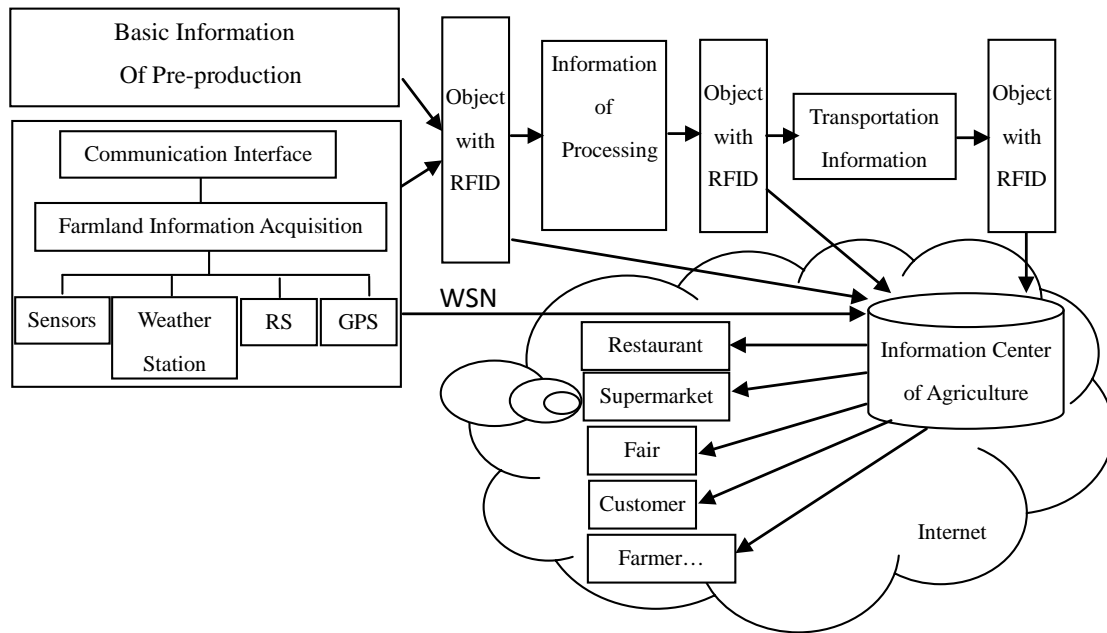 Basic Information
Of Pre-production
Communication Interface
Farmland Information Acquisition
Sensors
Weather
Station
RS
GPS
Object
with
RFID
Information
of
Processing
Object
with
RFID
Transportation
Information
Object
with
RFID
WSN
Restaurant
Supermarket
Fair
Customer
Farmer…
Information Center
of Agriculture
Internet